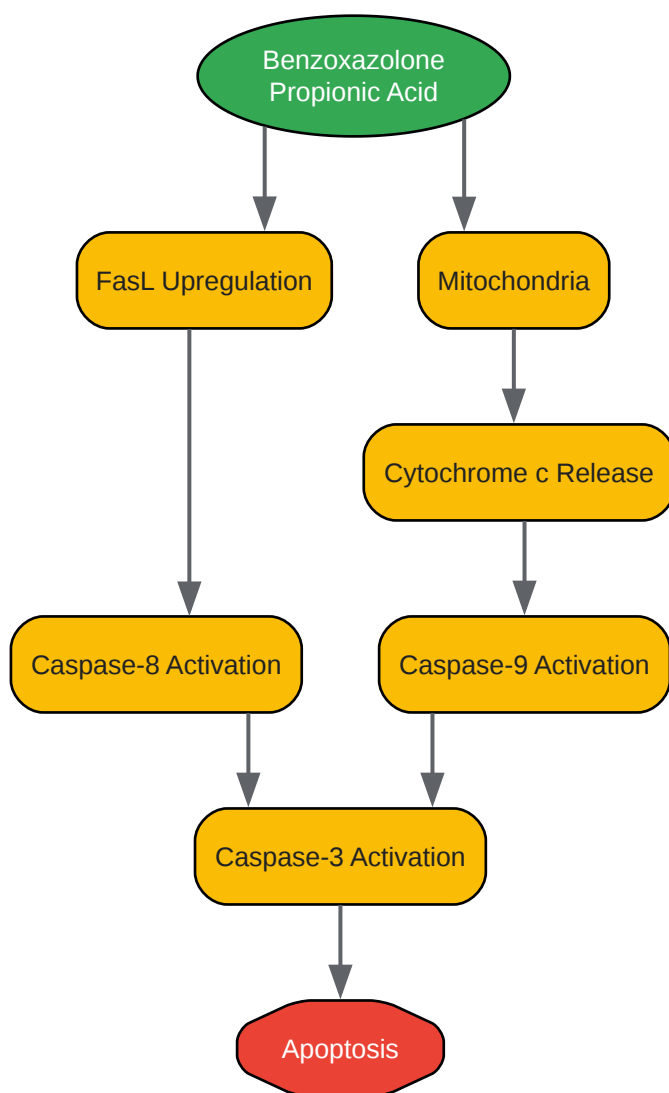 Benzoxazolone
Propionic Acid
FasL Upregulation
Mitochondria
Cytochrome c Release
Caspase-8 Activation
Caspase-9 Activation
Caspase-3 Activation
Apoptosis